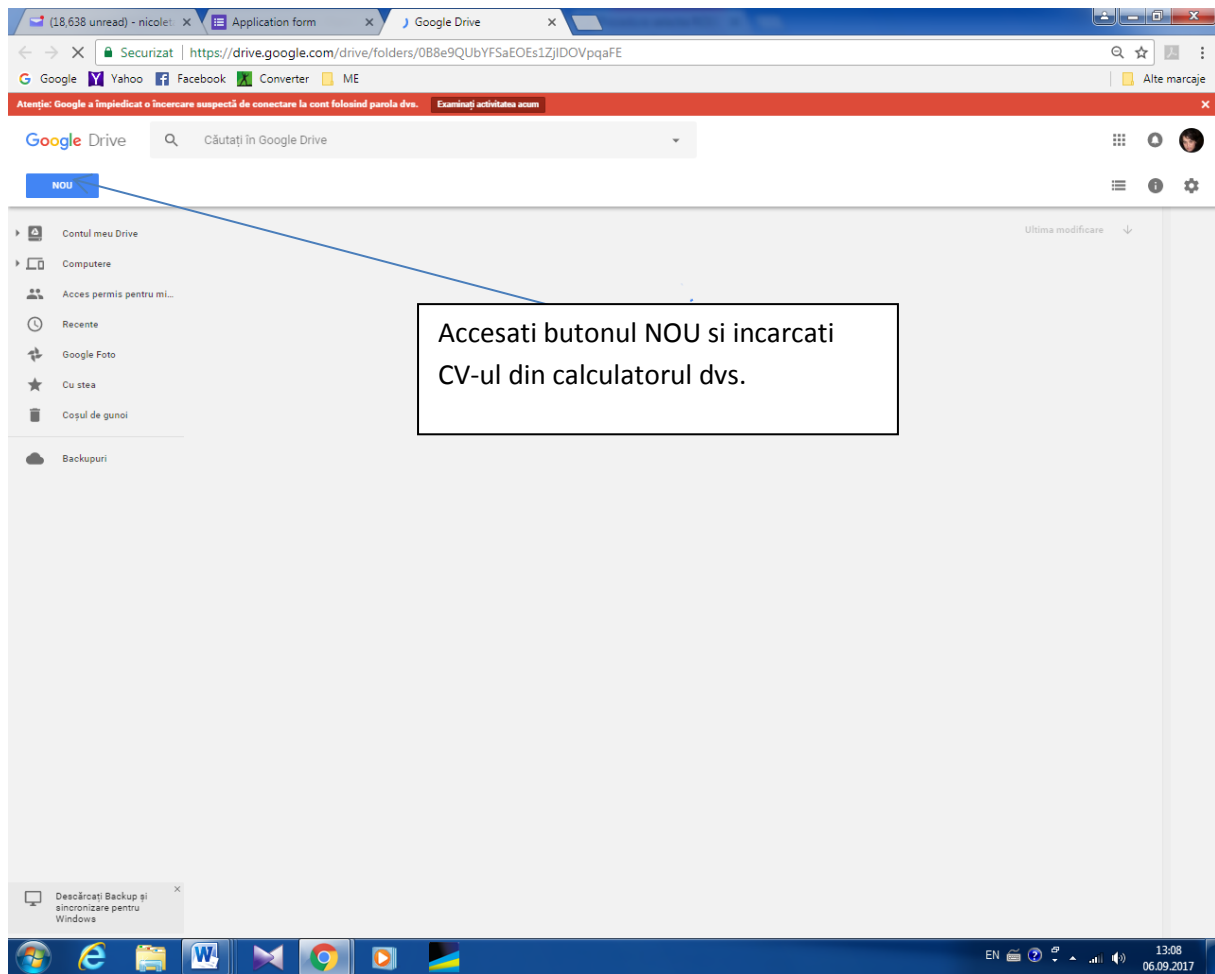 (18,638 unread) - nicolet
Application form
Google Drive
Securizat
https://drive.google.com/drive/folders/0B8e9QUbYFSaEOEs1ZjlDOVpqaFE
Google
Yahoo
Facebook
Converter
ME
Alte marcaje
Atenție: Google a împiedicat o încercare suspectă de conectare la cont folosind parola dvs.
Examinați activitatea acum
Google Drive
Căutați în Google Drive
NOU
Contul meu Drive
Ultima modificare
Computere
Acces permis pentru mi...
Recente
Google Foto
Cu stea
Coșul de gunoi
Backupuri
Accesati butonul NOU si incarcati
CV-ul din calculatorul dvs.
Descărcați Backup și
sincronizare pentru
Windows
EN
13:08
06.09.2017